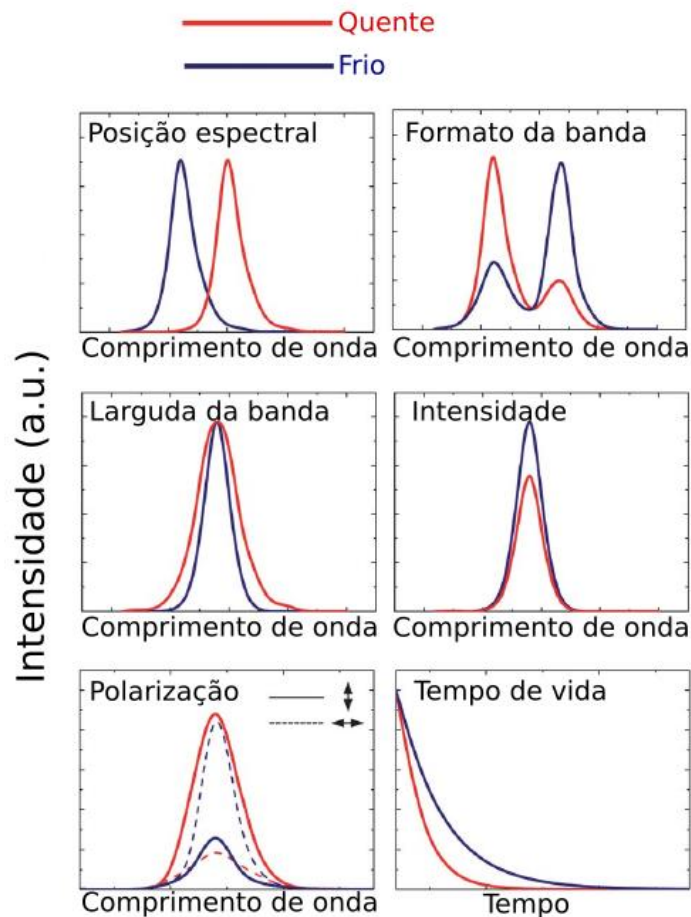 Quente
Frio
Posição espectral
Formato da banda
Comprimento de onda
Comprimento de onda
Larguda da banda
Intensidade
Comprimento de onda
Comprimento de onda
Polarização
Tempo de vida
Comprimento de onda
Tempo
Intensidade (a.u.)